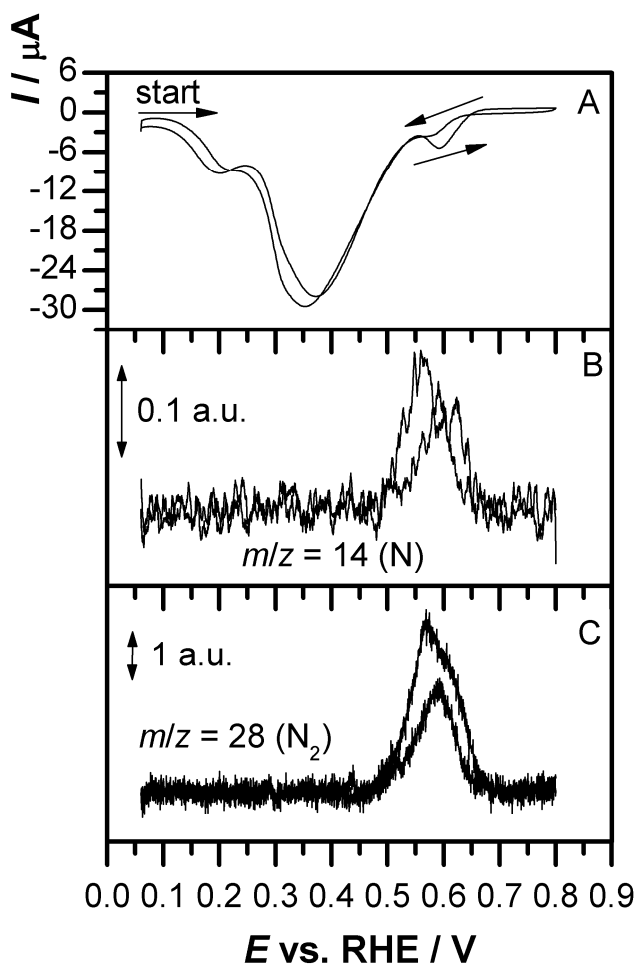 I / μA
6
0
-6
-12
-18
-24
-30
start
A
B
0.1 a.u.
m/z = 14 (N)
C
1 a.u.
m/z = 28 (N₂)
0.0 0.1 0.2 0.3 0.4 0.5 0.6 0.7 0.8 0.9
E vs. RHE / V